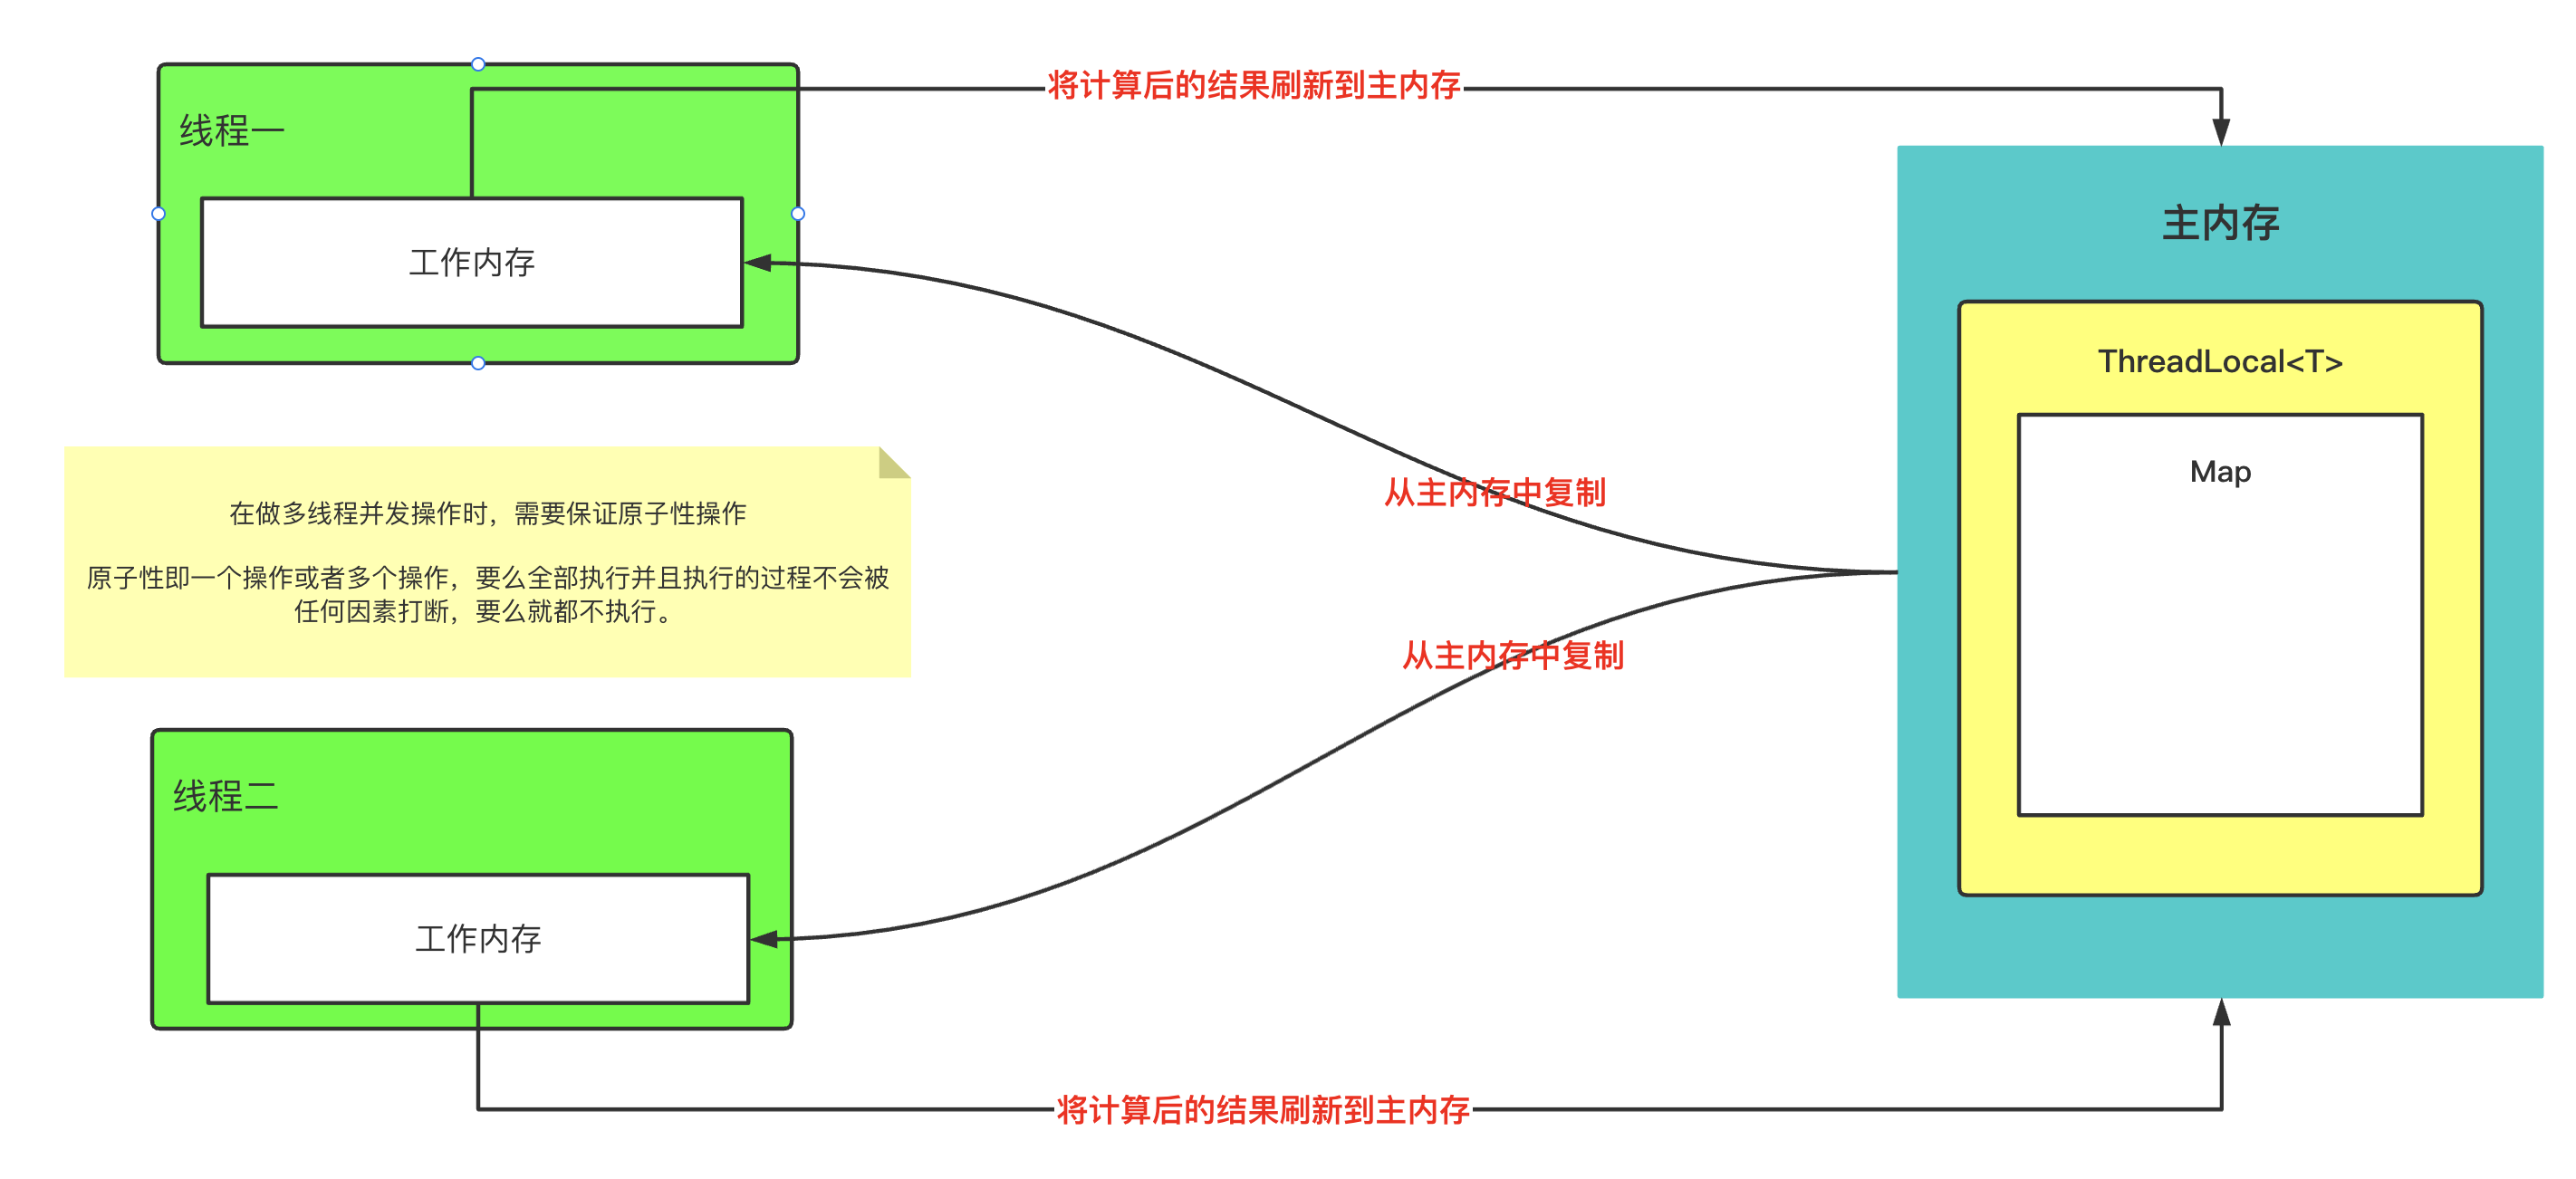 将计算后的结果刷新到主内存
线程一
工作内存
主内存
ThreadLocal<T>
Map
从主内存中复制
在做多线程并发操作时，需要保证原子性操作
原子性即一个操作或者多个操作，要么全部执行并且执行的过程不会被
任何因素打断，要么就都不执行。
从主内存中复制
线程二
工作内存
将计算后的结果刷新到主内存